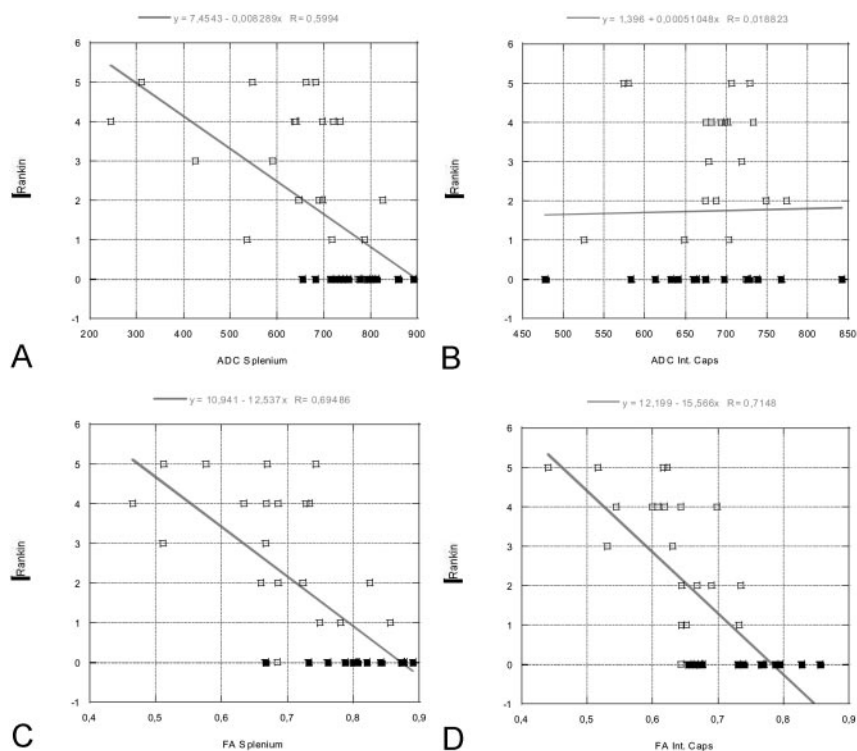 y = 7,4543 - 0,008289x R= 0,5994
6
5
4
3
2
1
0
-1
Rankin
200 300 400 500 600 700 800 900
ADC Splenium
A
y = 1,396 + 0,00051048x R= 0,018823
6
5
4
3
2
1
0
-1
Rankin
450 500 550 600 650 700 750 800 850
ADC Int. Caps
B
y = 10,941 - 12,537x R= 0,69486
6
5
4
3
2
1
0
-1
Rankin
0,4 0,5 0,6 0,7 0,8 0,9
FA Splenium
C
y = 12,199 - 15,566x R= 0,7148
6
5
4
3
2
1
0
-1
Rankin
0,4 0,5 0,6 0,7 0,8 0,9
FA Int. Caps
D